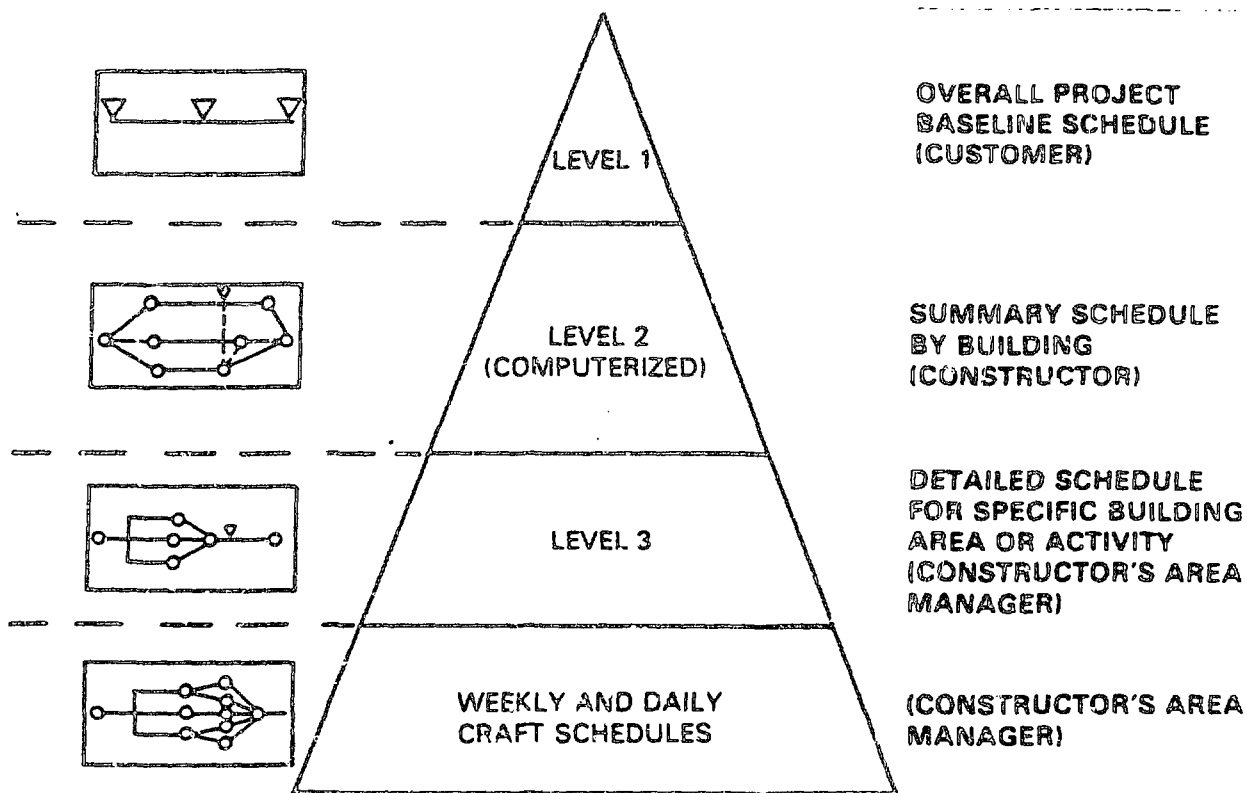 LEVEL 1
OVERALL PROJECT
BASELINE SCHEDULE
(CUSTOMER)
LEVEL 2
(COMPUTERIZED)
SUMMARY SCHEDULE
BY BUILDING
(CONSTRUCTOR)
LEVEL 3
DETAILED SCHEDULE
FOR SPECIFIC BUILDING
AREA OR ACTIVITY
(CONSTRUCTOR'S AREA
MANAGER)
WEEKLY AND DAILY
CRAFT SCHEDULES
(CONSTRUCTOR'S AREA
MANAGER)